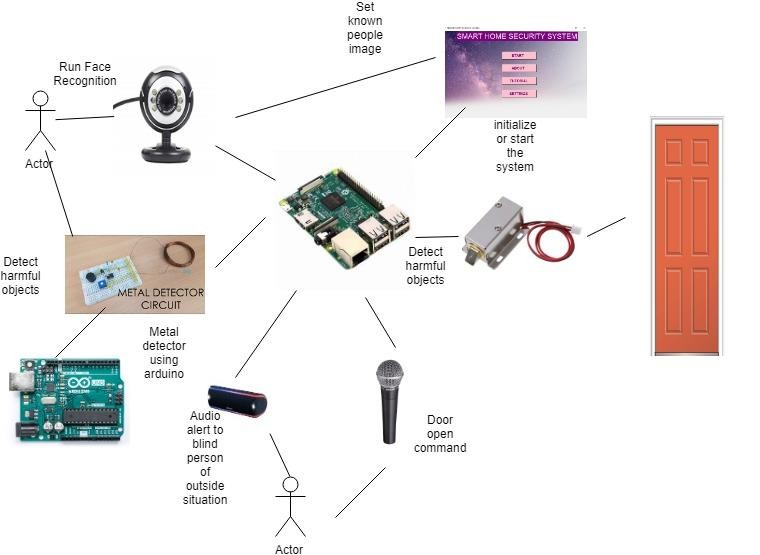 Set
known
people
image
SMART HOME SECURITY SYSTEM
START
ABOUT
TUTORIAL
SETTINGS
Run Face
Recognition
Actor
initialize
or start
the
system
Detect
harmful
objects
METAL DETECTOR
CIRCUIT
Detect
harmful
objects
Metal
detector
using
arduino
UNO
ARDUINO
Audio
alert to
blind
person
of
outside
situation
Door
open
command
Actor